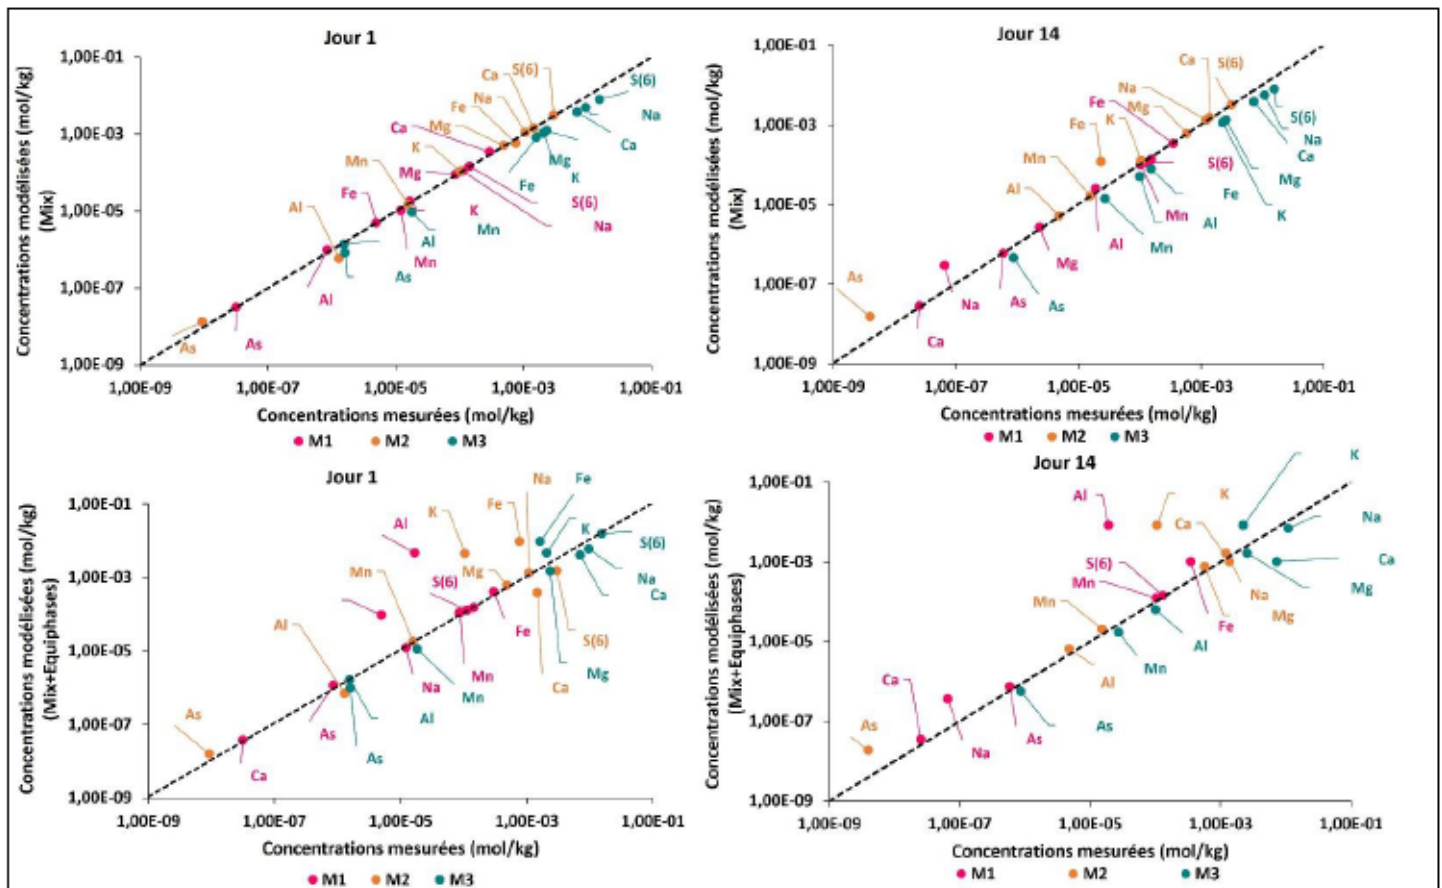 Jour 1
Concentrations modélisées (mol/kg)
(Mix)
1,00E-01
1,00E-03
1,00E-05
1,00E-07
1,00E-09
S(6)
Ca
Na
Fe
Mg
Ca
Mn
K
Mg
Fe
Al
S(6)
Na
Ca
Mg
K
Fe
S(6)
K
Na
Mn
Al
Mn
As
Al
As
As
1,00E-09 1,00E-07 1,00E-05 1,00E-03 1,00E-01
Concentrations mesurées (mol/kg)
M1 M2 M3
Jour 14
Concentrations modélisées (mol/kg)
(Mix)
1,00E-01
1,00E-03
1,00E-05
1,00E-07
1,00E-09
Ca S(6)
Na
Fe
Mg
K
Fe
Mn
Al
As
S(6)
Na
Ca
S(6)
Mg
Fe
K
Mn
Al
Al
Mn
Mg
Na
As
As
Ca
1,00E-09 1,00E-07 1,00E-05 1,00E-03 1,00E-01
Concentrations mesurées (mol/kg)
M1 M2 M3
Jour 1
Concentrations modélisées (mol/kg)
(Mix+Equiphases)
1,00E-01
1,00E-03
1,00E-05
1,00E-07
1,00E-09
Na
Fe
Fe
K
Al
K
S(6)
Mn
Mg
S(6)
Na
Ca
Al
Fe
S(6)
Mg
Mn
Na
Ca
Mn
As
Al
As
As
Ca
1,00E-09 1,00E-07 1,00E-05 1,00E-03 1,00E-01
Concentrations mesurées (mol/kg)
M1 M2 M3
Jour 14
Concentrations modélisées (mol/kg)
(Mix+Equiphases)
1,00E-01
1,00E-03
1,00E-05
1,00E-07
1,00E-09
K
Al
K
Ca
Na
S(6)
Mn
Ca
Mg
Mn
Na
Mg
Fe
Al
Mn
Al
Ca
As
As
As
Na
1,00E-09 1,00E-07 1,00E-05 1,00E-03 1,00E-01
Concentrations mesurées (mol/kg)
M1 M2 M3